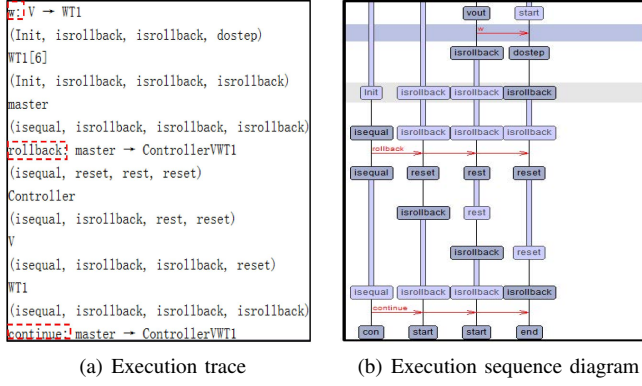 w: V → WT1
(Init, isrollback, isrollback, dostep)
WT1[6]
(Init, isrollback, isrollback, isrollback)
master
(isequal, isrollback, isrollback, isrollback)
rollback: master → ControllerVWT1
(isequal, reset, rest, reset)
Controller
(isequal, isrollback, rest, reset)
V
(isequal, isrollback, isrollback, reset)
WT1
(isequal, isrollback, isrollback, isrollback)
continue: master → ControllerVWT1
(a) Execution trace
vout start
w
isrollback dostep
Init isrollback isrollback isrollback
isequal isrollback isrollback isrollback
rollback
isequal reset rest reset
isrollback rest
isrollback reset
isequal isrollback isrollback isrollback
continue
con start start end
(b) Execution sequence diagram